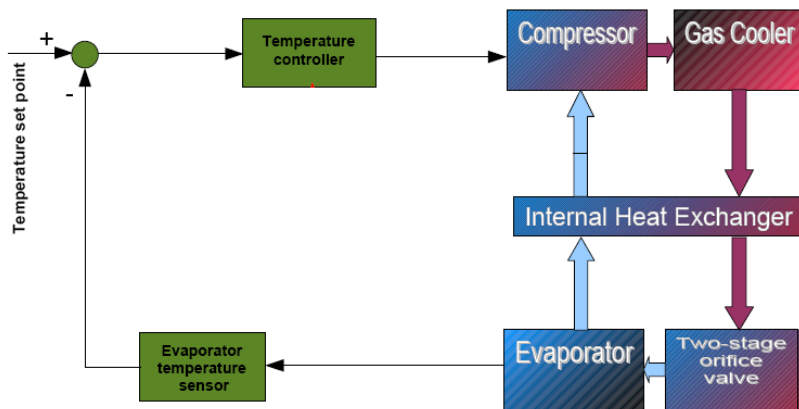 +
-
Temperature set point
Temperature
controller
Compressor
Gas Cooler
Internal Heat Exchanger
Evaporator
temperature
sensor
Evaporator
Two-stage
orifice
valve